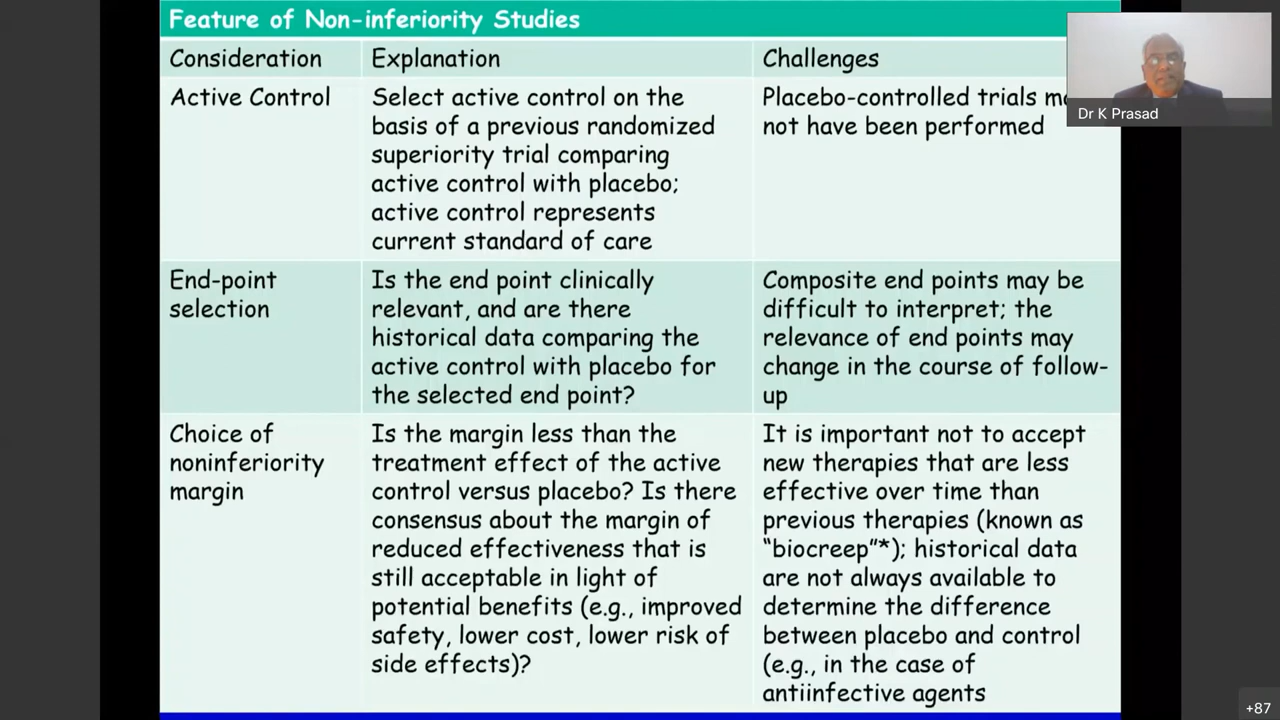 Feature of Non-inferiority Studies
Consideration
Explanation
Challenges
Active Control
Select active control on the
basis of a previous randomized
superiority trial comparing
active control with placebo;
active control represents
current standard of care
Placebo-controlled trials
not have been performed
End-point
selection
Is the end point clinically
relevant, and are there
historical data comparing the
active control with placebo for
the selected end point?
Composite end points may be
difficult to interpret; the
relevance of end points may
change in the course of follow-
up
Choice of
noninferiority
margin
Is the margin less than the
treatment effect of the active
control versus placebo? Is there
consensus about the margin of
reduced effectiveness that is
still acceptable in light of
potential benefits (e.g., improved
safety, lower cost, lower risk of
side effects)?
It is important not to accept
new therapies that are less
effective over time than
previous therapies (known as
“biocreep”*); historical data
are not always available to
determine the difference
between placebo and control
(e.g., in the case of
antiinfective agents
Dr K Prasad
+87